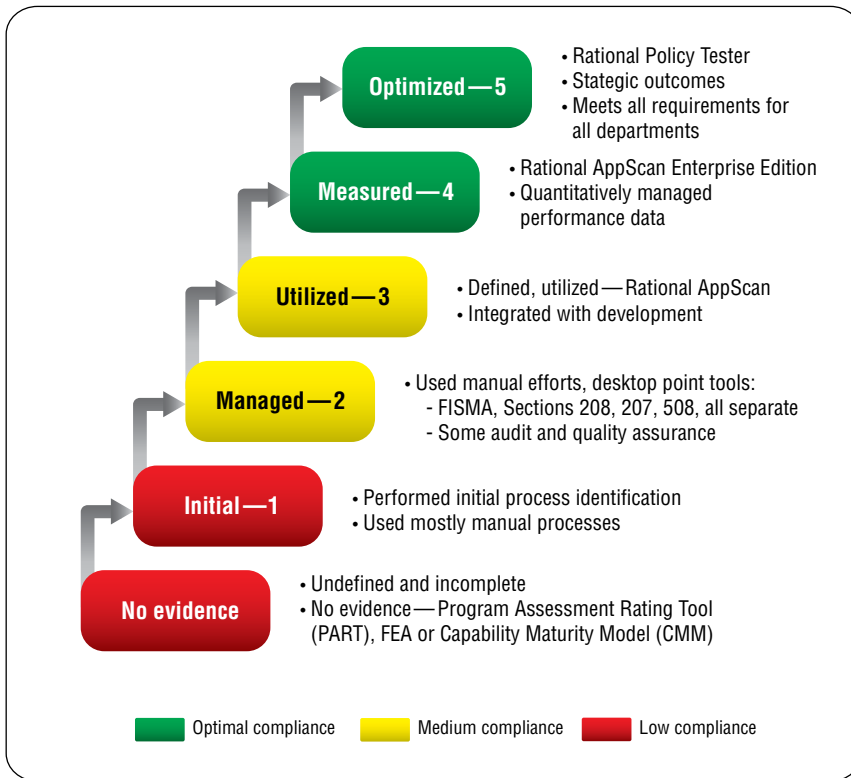 Optimized—5
• Rational Policy Tester
• Stategic outcomes
• Meets all requirements for
all departments
Measured—4
• Rational AppScan Enterprise Edition
• Quantitatively managed
performance data
Utilized—3
• Defined, utilized—Rational AppScan
• Integrated with development
Managed—2
• Used manual efforts, desktop point tools:
- FISMA, Sections 208, 207, 508, all separate
- Some audit and quality assurance
Initial—1
• Performed initial process identification
• Used mostly manual processes
No evidence
• Undefined and incomplete
• No evidence—Program Assessment Rating Tool
(PART), FEA or Capability Maturity Model (CMM)
Optimal compliance
Medium compliance
Low compliance